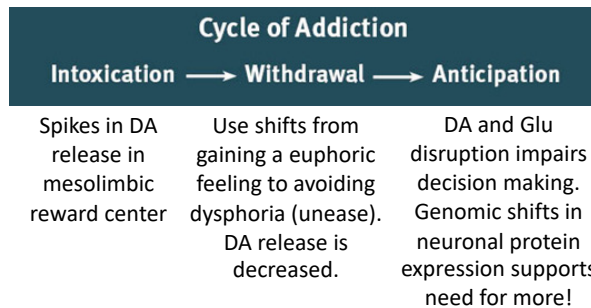 Cycle of Addiction
Intoxication → Withdrawal → Anticipation
Spikes in DA
release in
mesolimbic
reward center
Use shifts from
gaining a euphoric
feeling to avoiding
dysphoria (unease).
DA release is
decreased.
DA and Glu
disruption impairs
decision making.
Genomic shifts in
neuronal protein
expression supports
need for more!